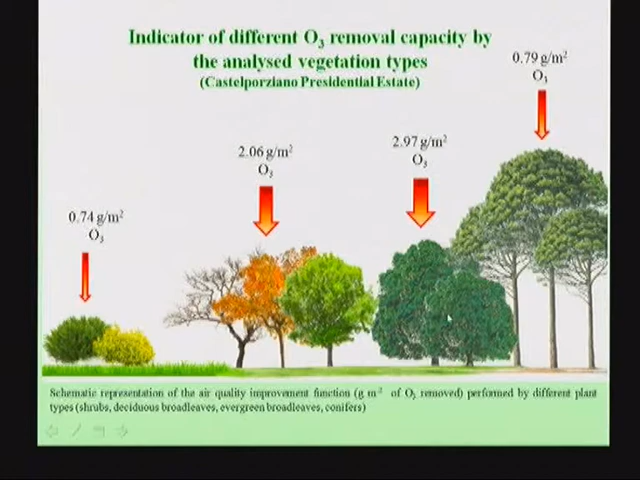 Indicator of different O₃ removal capacity by
the analysed vegetation types
(Castelporziano Presidential Estate)
0.79 g/m²
O₃
2.97 g/m²
O₃
2.06 g/m²
O₃
0.74 g/m²
O₃
Schematic representation of the air quality improvement function (g m⁻² of O₃ removed) performed by different plant
types (shrubs, deciduous broadleaves, evergreen broadleaves, conifers)